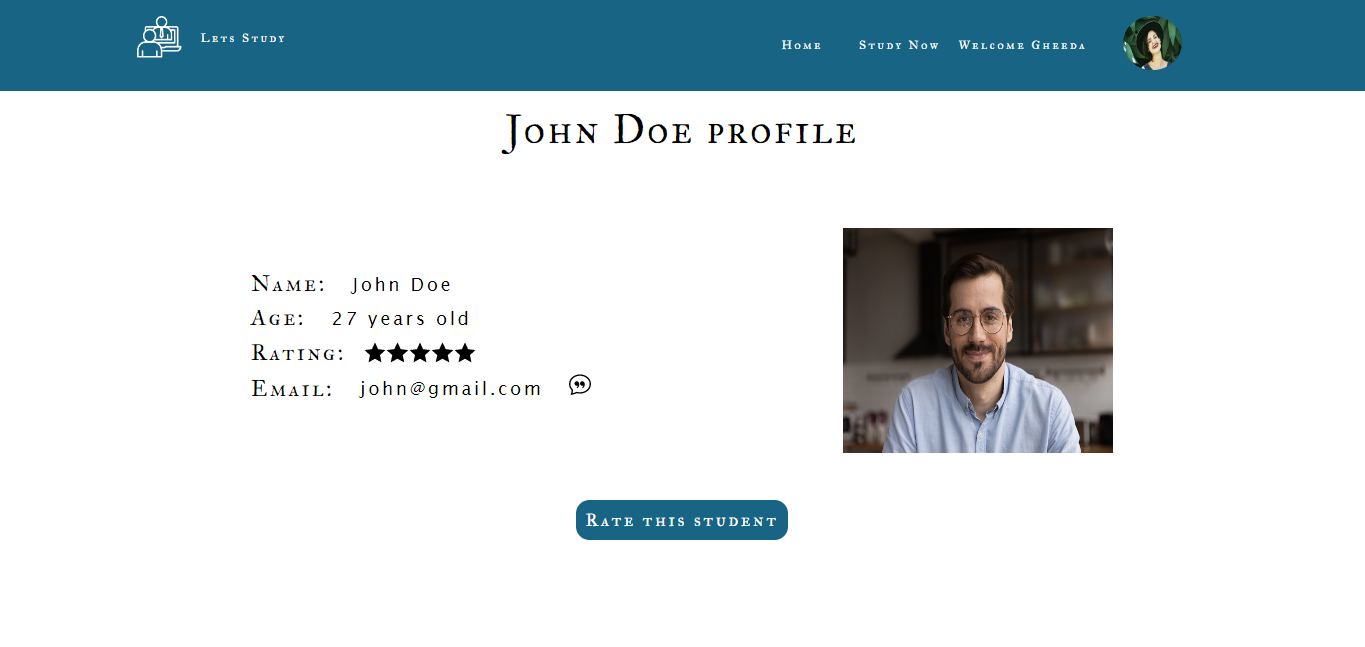 Lets Study
Home Study Now Welcome Gheeda
John Doe profile
Name: John Doe
Age: 27 years old
Rating: ★★★★★
Email: john@gmail.com
Rate this student